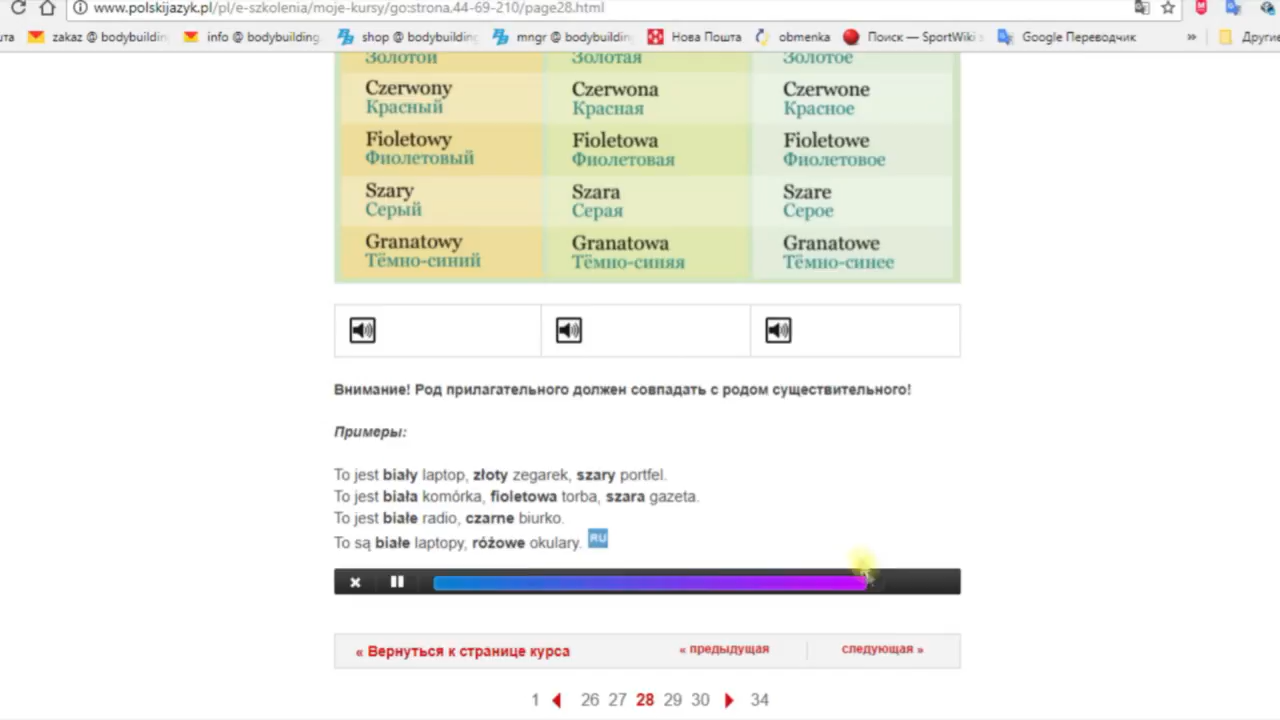 www.polskijazyk.pl/pl/e-szkolenia/moje-kursy/go:strona,44-69-210/page28.html
zakaz @ bodybuildin info @ bodybuilding. shop @ bodybuilding mngr @ bodybuildin Нова Пошта obmenka Поиск — SportWiki Google Переводчик » Другие
Золотой Золотая Золотое
Czerwony Czerwona Czerwone
Красный Красная Красное
Fioletowy Fioletowa Fioletowe
Фиолетовый Фиолетовая Фиолетовое
Szary Szara Szare
Серый Серая Серое
Granatowy Granatowa Granatowe
Тёмно-синий Тёмно-синяя Тёмно-синее
Внимание! Род прилагательного должен совпадать с родом существительного!
Примеры:
To jest biały laptop, złoty zegarek, szary portfel.
To jest biała komórka, fioletowa torba, szara gazeta.
To jest białe radio, czarne biurko.
To są białe laptopy, różowe okulary. RU
« Вернуться к странице курса « предыдущая следующая »
1 26 27 28 29 30 34